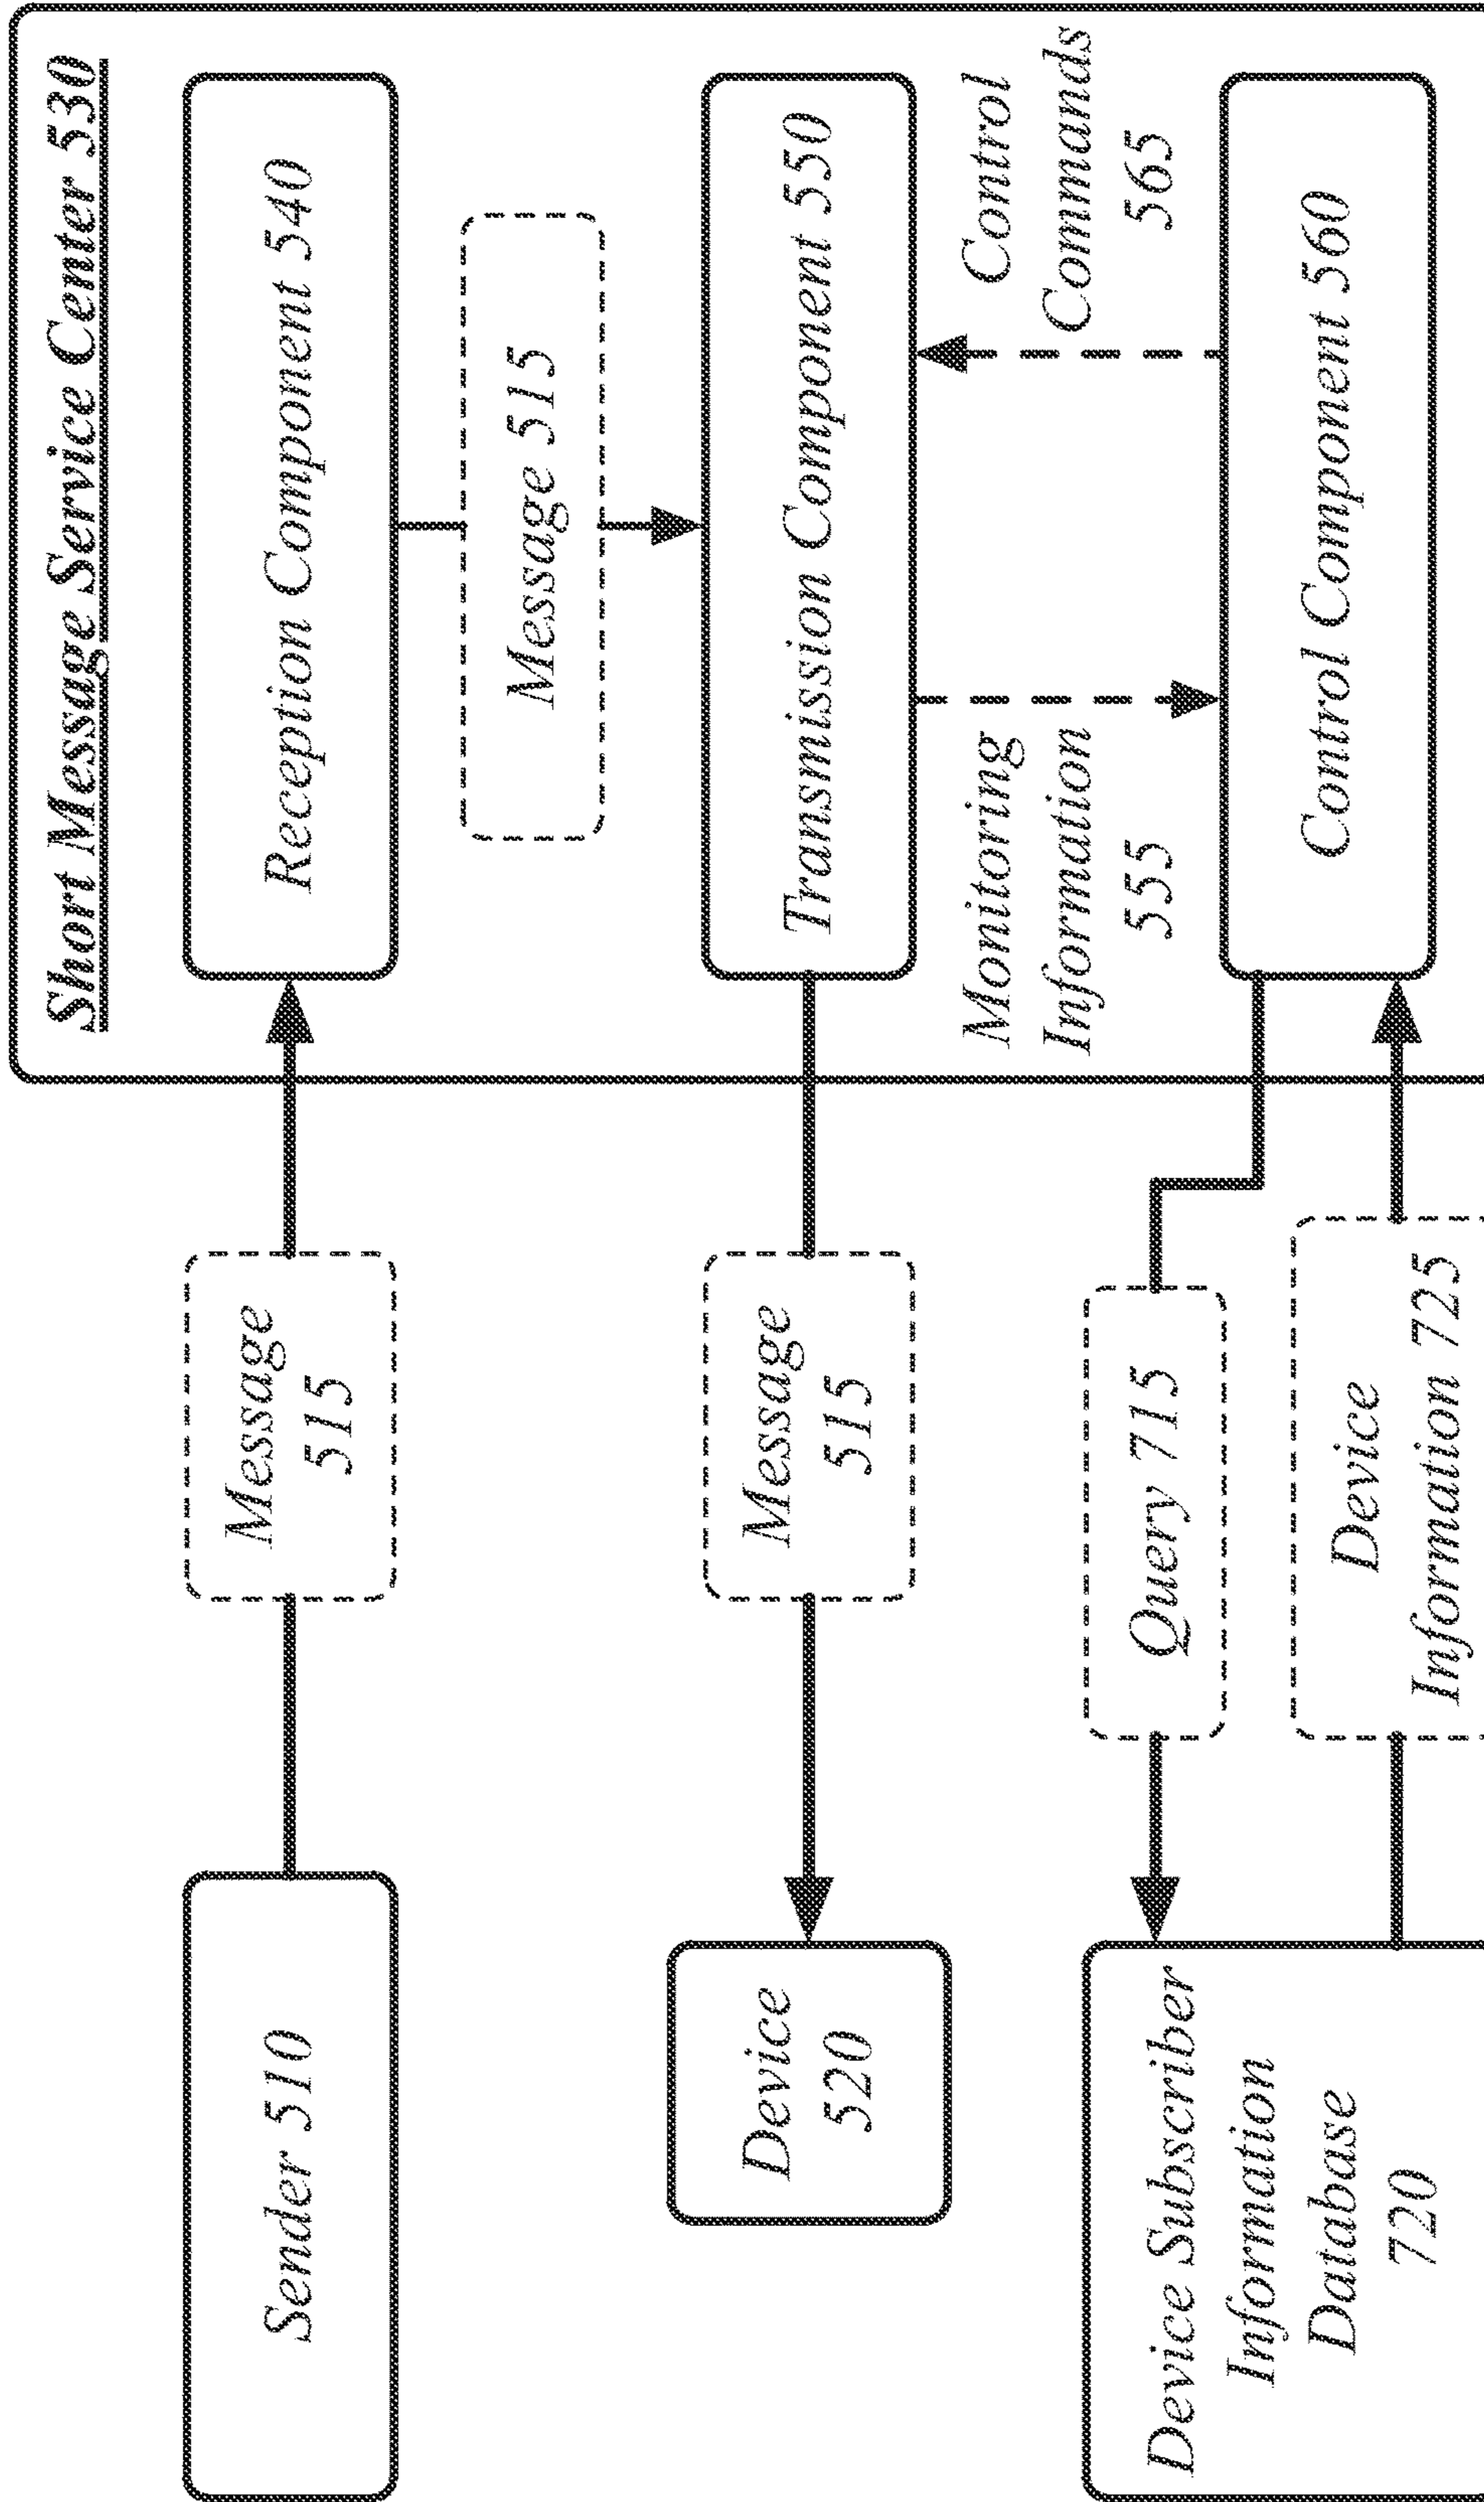 Short Message Service Center 530
Sender 510
Message
515
Reception Component 540
Message 515
Device
520
Message
515
Transmission Component 550
Monitoring
Information
555
Control
Commands
565
Device Subscriber
Information
Database
720
Query 715
Device
Information 725
Control Component 560